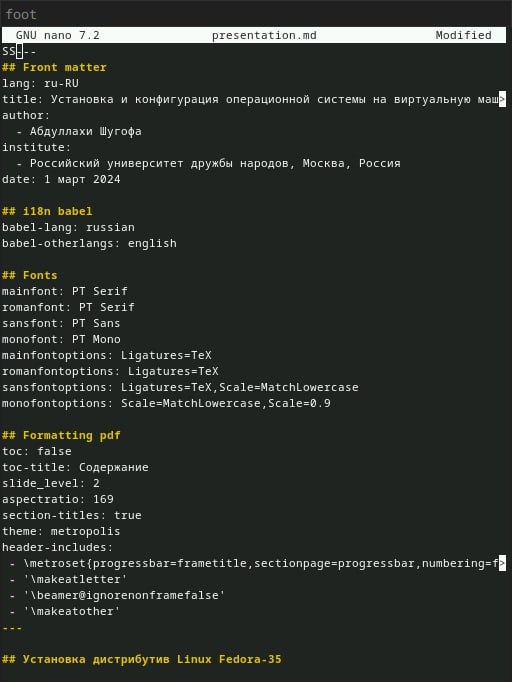 foot
GNU nano 7.2 presentation.md Modified
SS---
## Front matter
lang: ru-RU
title: Установка и конфигурация операционной системы на виртуальную маш>
author:
  - Абдуллахи Шугофа
institute:
  - Российский университет дружбы народов, Москва, Россия
date: 1 март 2024

## i18n babel
babel-lang: russian
babel-otherlangs: english

## Fonts
mainfont: PT Serif
romanfont: PT Serif
sansfont: PT Sans
monofont: PT Mono
mainfontoptions: Ligatures=TeX
romanfontoptions: Ligatures=TeX
sansfontoptions: Ligatures=TeX,Scale=MatchLowercase
monofontoptions: Scale=MatchLowercase,Scale=0.9

## Formatting pdf
toc: false
toc-title: Содержание
slide_level: 2
aspectratio: 169
section-titles: true
theme: metropolis
header-includes:
 - \metroset{progressbar=frametitle,sectionpage=progressbar,numbering=f>
 - '\makeatletter'
 - '\beamer@ignorenonframefalse'
 - '\makeatother'
---

## Установка дистрибутив Linux Fedora-35